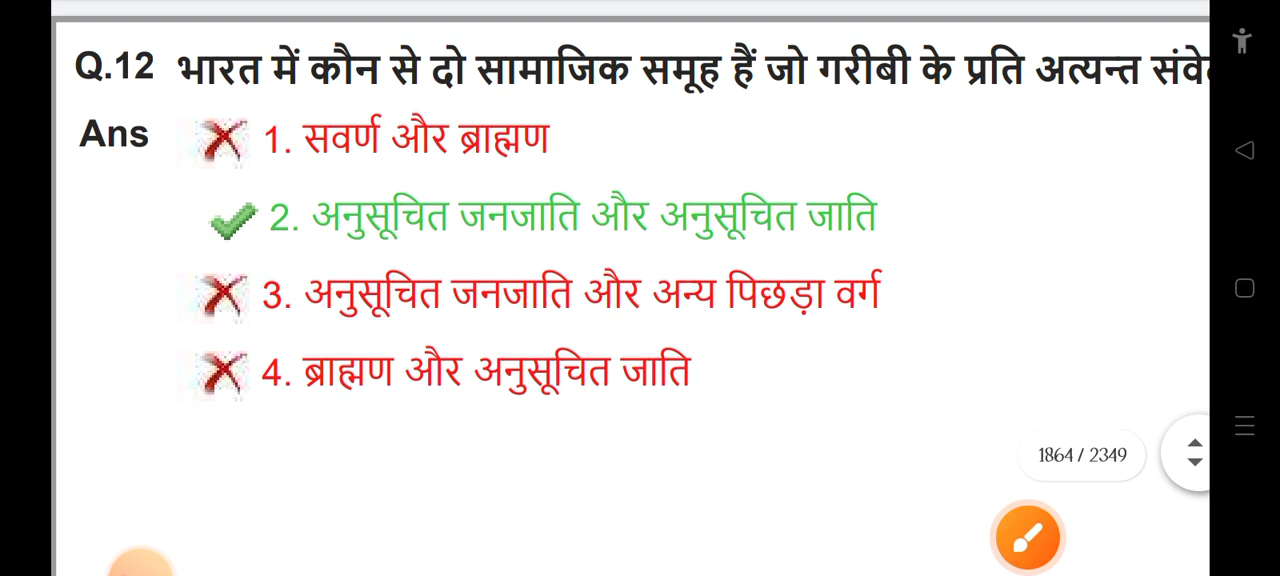 Q.12 भारत में कौन से दो सामाजिक समूह हैं जो गरीबी के प्रति अत्यन्त
Ans 1. सवर्ण और ब्राह्मण
2. अनुसूचित जनजाति और अनुसूचित जाति
3. अनुसूचित जनजाति और अन्य पिछड़ा वर्ग
4. ब्राह्मण और अनुसूचित जाति
1864 / 2349